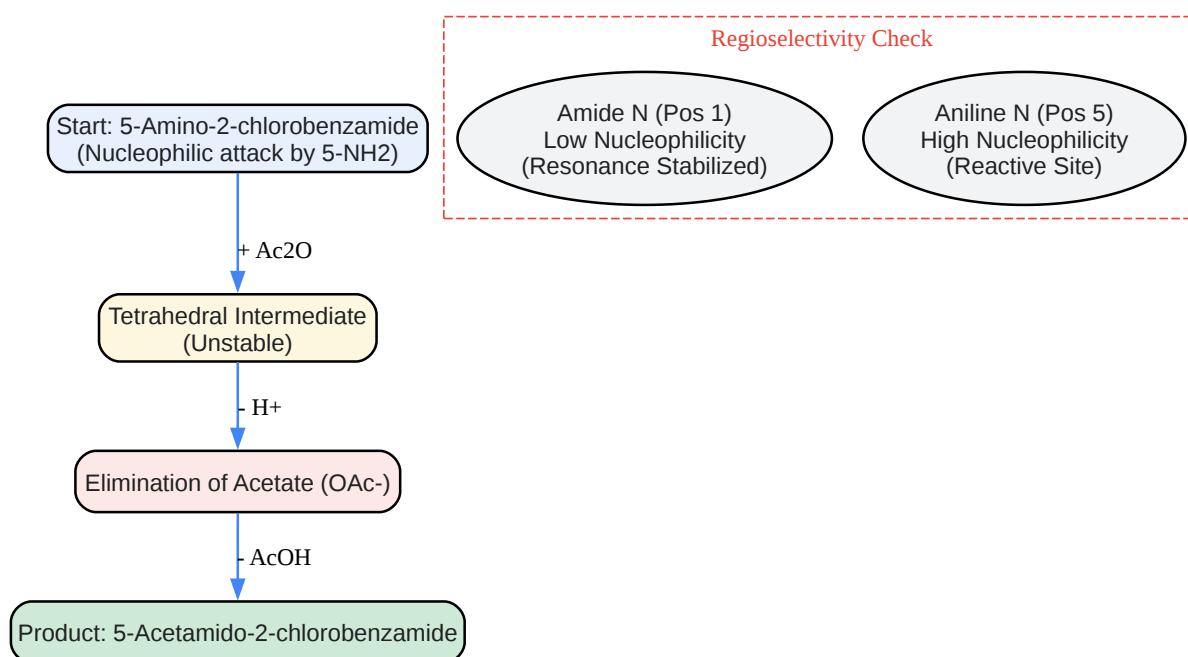 Regioselectivity Check
Start: 5-Amino-2-chlorobenzamide
(Nucleophilic attack by 5-NH2)
Amide N (Pos 1)
Low Nucleophilicity
(Resonance Stabilized)
Aniline N (Pos 5)
High Nucleophilicity
(Reactive Site)
+ Ac2O
Tetrahedral Intermediate
(Unstable)
- H+
Elimination of Acetate (OAc-)
- AcOH
Product: 5-Acetamido-2-chlorobenzamide